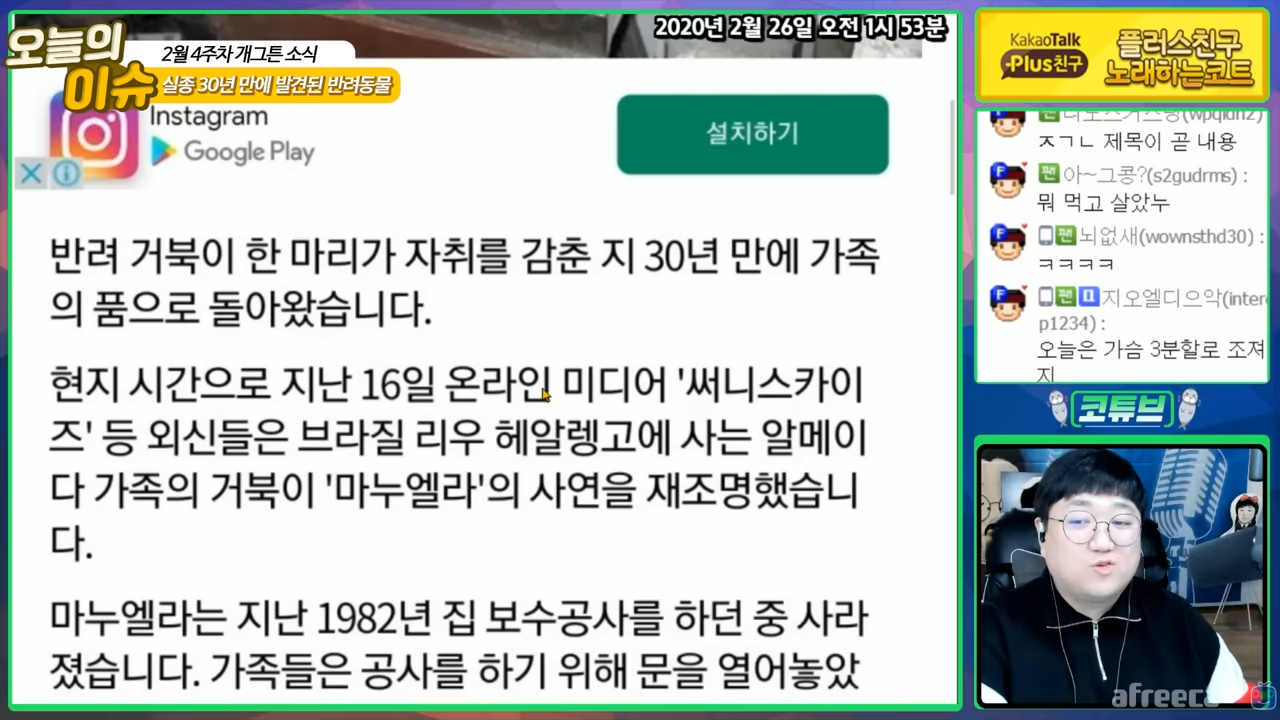 2020년 2월 26일 오전 1시 53분
오늘의
이슈
2월 4주차 개그튼 소식
실종 30년 만에 발견된 반려동물
Instagram
Google Play
설치하기
반려 거북이 한 마리가 자취를 감춘 지 30년 만에 가족
의 품으로 돌아왔습니다.
현지 시간으로 지난 16일 온라인 미디어 '써니스카이
즈' 등 외신들은 브라질 리우 헤알렝고에 사는 알메이
다 가족의 거북이 '마누엘라'의 사연을 재조명했습니
다.
마누엘라는 지난 1982년 집 보수공사를 하던 중 사라
졌습니다. 가족들은 공사를 하기 위해 문을 열어놓았
KakaoTalk
Plus친구
플러스친구
노래하는코트
ㅈㄱㄴ 제목이 곧 내용
팬 아~그콩?(s2gudrms) :
뭐 먹고 살았누
팬 뇌없새(wownsthd30) :
ㅋㅋㅋㅋ
팬 지오엘디으악(inter
p1234) :
오늘은 가슴 3분할로 조져
지
코튜브